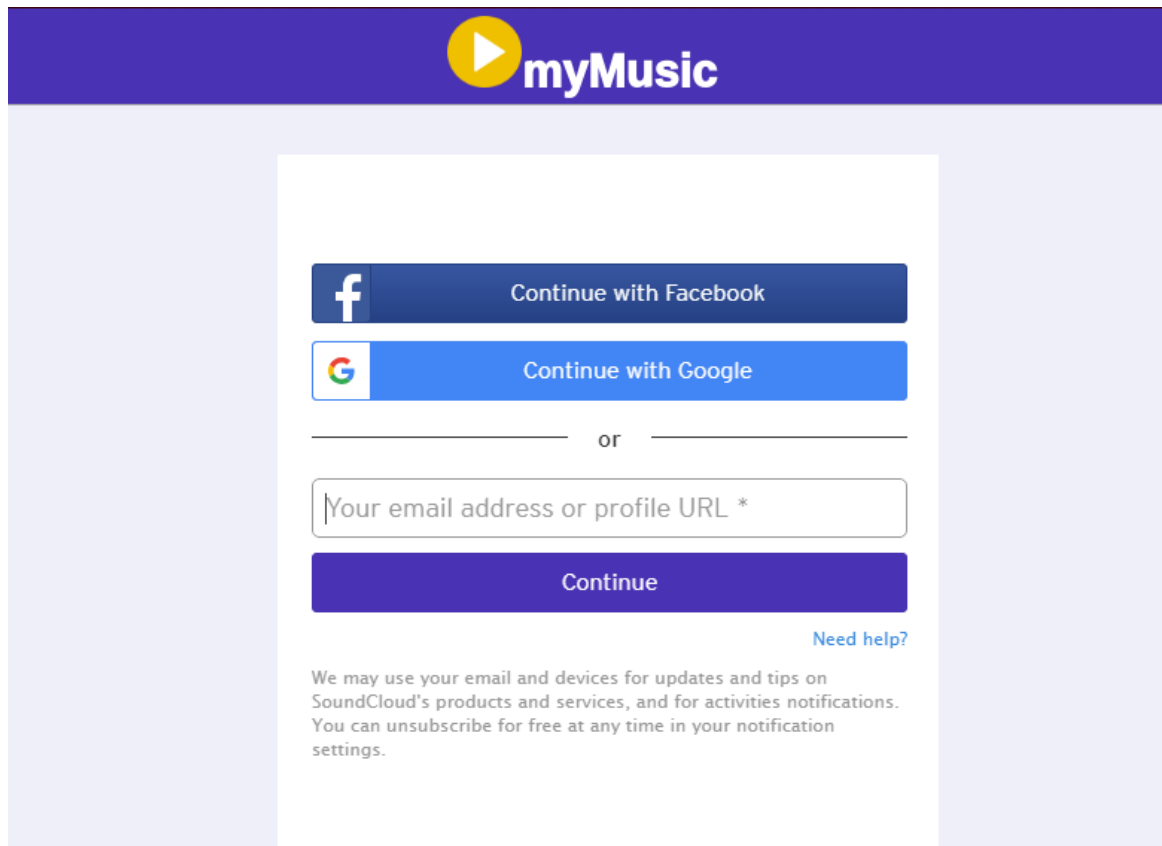 myMusic
Continue with Facebook
Continue with Google
or
Your email address or profile URL *
Continue
Need help?
We may use your email and devices for updates and tips on
SoundCloud's products and services, and for activities notifications.
You can unsubscribe for free at any time in your notification
settings.